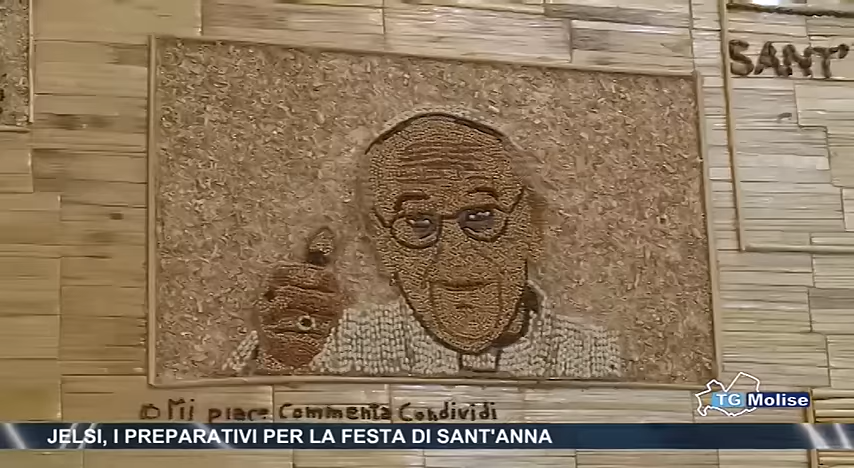 SANT'
Mi piace Commenta Condividi
TG Molise
JELSI, I PREPARATIVI PER LA FESTA DI SANT'ANNA